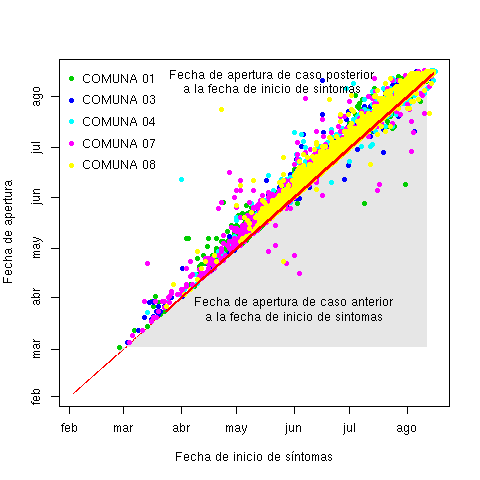 Fecha de apertura de caso posterior
a la fecha de inicio de sintomas
COMUNA 01
COMUNA 03
COMUNA 04
COMUNA 07
COMUNA 08
Fecha de apertura de caso anterior
a la fecha de inicio de sintomas
Fecha de apertura
ago
jul
jun
may
abr
mar
feb
feb mar abr may jun jul ago
Fecha de inicio de síntomas